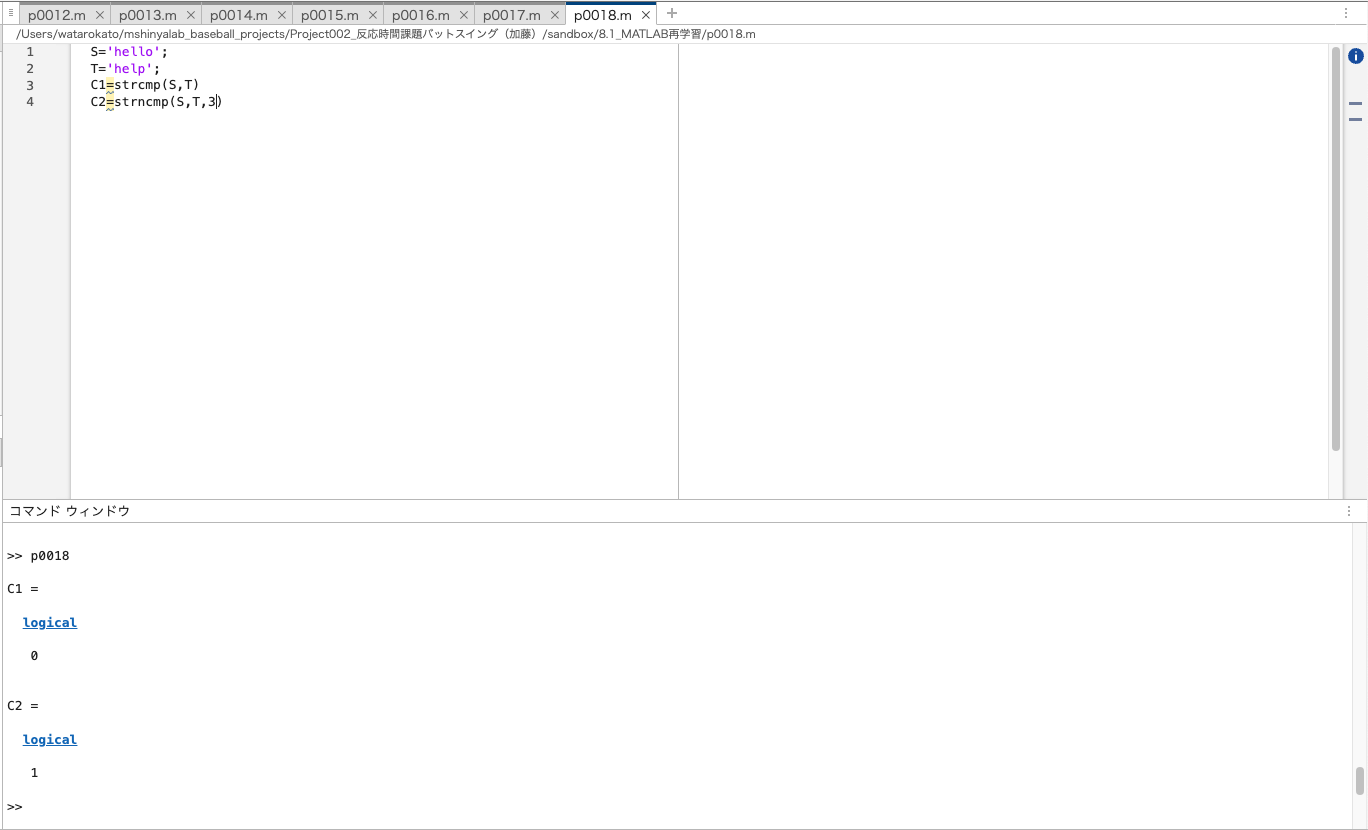 p0012.m × p0013.m × p0014.m × p0015.m × p0016.m × p0017.m × p0018.m × +
/Users/watarokato/mshinyalab_baseball_projects/Project002_反応時間課題バットスイング（加藤）/sandbox/8.1_MATLAB再学習/p0018.m
1 S='hello';
2 T='help';
3 C1=strcmp(S,T)
4 C2=strncmp(S,T,3)
コマンド ウィンドウ
>> p0018
C1 =
logical
0
C2 =
logical
1
>>